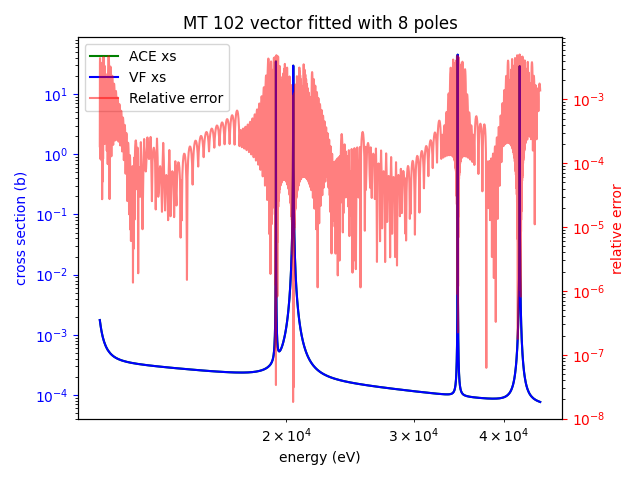 MT 102 vector fitted with 8 poles
ACE xs
VF xs
Relative error
cross section (b)
10¹
10⁰
10⁻¹
10⁻²
10⁻³
10⁻⁴
10⁻³
10⁻⁴
10⁻⁵
10⁻⁶
10⁻⁷
10⁻⁸
relative error
2 × 10⁴
3 × 10⁴
4 × 10⁴
energy (eV)